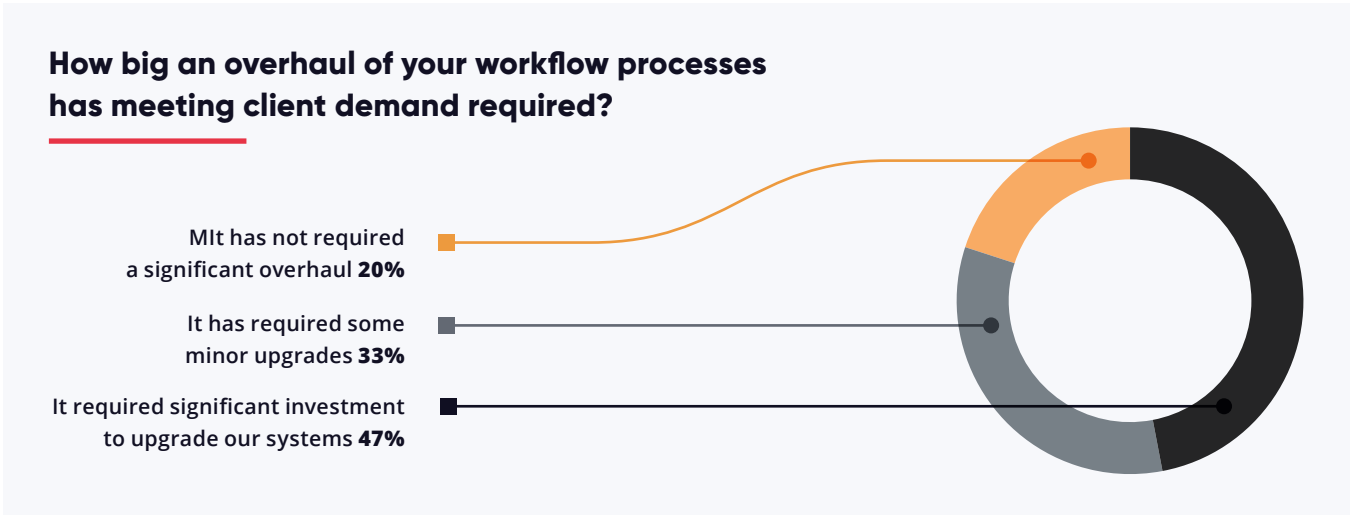 How big an overhaul of your workflow processes
has meeting client demand required?
MIt has not required
a significant overhaul 20%
It has required some
minor upgrades 33%
It required significant investment
to upgrade our systems 47%